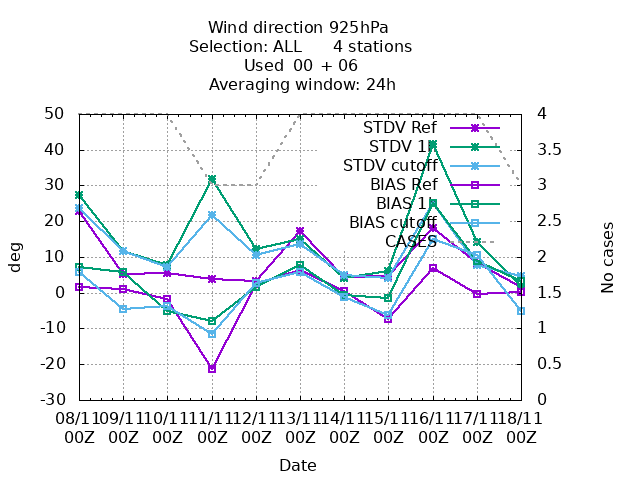 Wind direction 925hPa
Selection: ALL 4 stations
Used 00 + 06
Averaging window: 24h
50
40
30
20
10
0
-10
-20
-30
deg
4
3.5
3
2.5
2
1.5
1
0.5
0
No cases
STDV Ref
STDV 1
STDV cutoff
BIAS Ref
BIAS 1
BIAS cutoff
CASES
08/11 09/11 10/11 11/11 12/11 13/11 14/11 15/11 16/11 17/11 18/11
00Z 00Z 00Z 00Z 00Z 00Z 00Z 00Z 00Z 00Z 00Z
Date